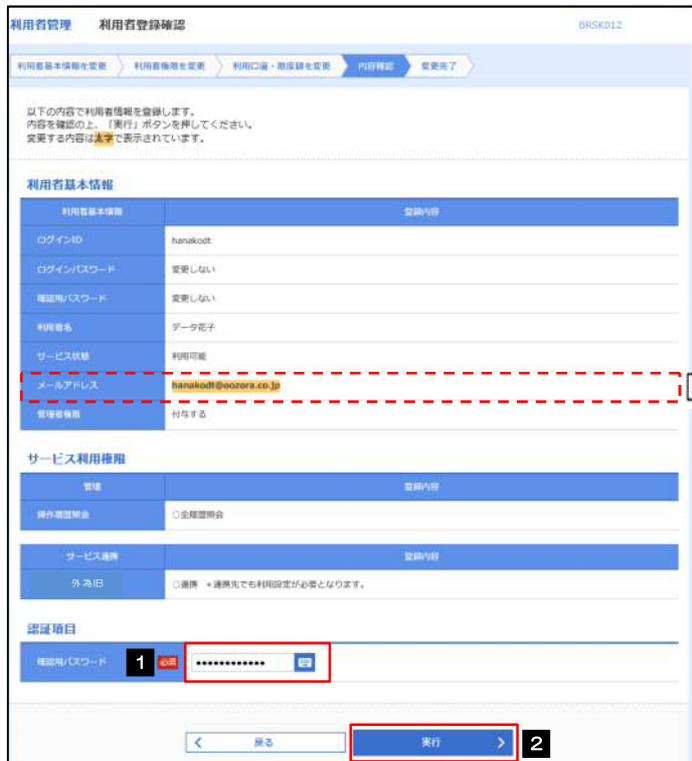 利用者管理 利用者登録確認 BRSK012
利用者基本情報を変更 利用者権限を変更 利用口座・限度額を変更 内容確認 変更完了
以下の内容で利用者情報を登録します。
内容を確認の上、「実行」ボタンを押してください。
変更する内容は太字で表示されています。
利用者基本情報
利用者基本情報 登録内容
ログインID hanakodt
ログインパスワード 変更しない
確認用パスワード 変更しない
利用者名 データ花子
サービス状態 利用可能
メールアドレス hanakodt@oozora.co.jp
管理者権限 付与する
サービス利用権限
管理 登録内容
操作履歴照会 ○全履歴照会
サービス連携 登録内容
外為IB ○連携 *連携先でも利用設定が必要となります。
認証項目
確認用パスワード 1 必須 ••••••••••••
戻る 実行 2